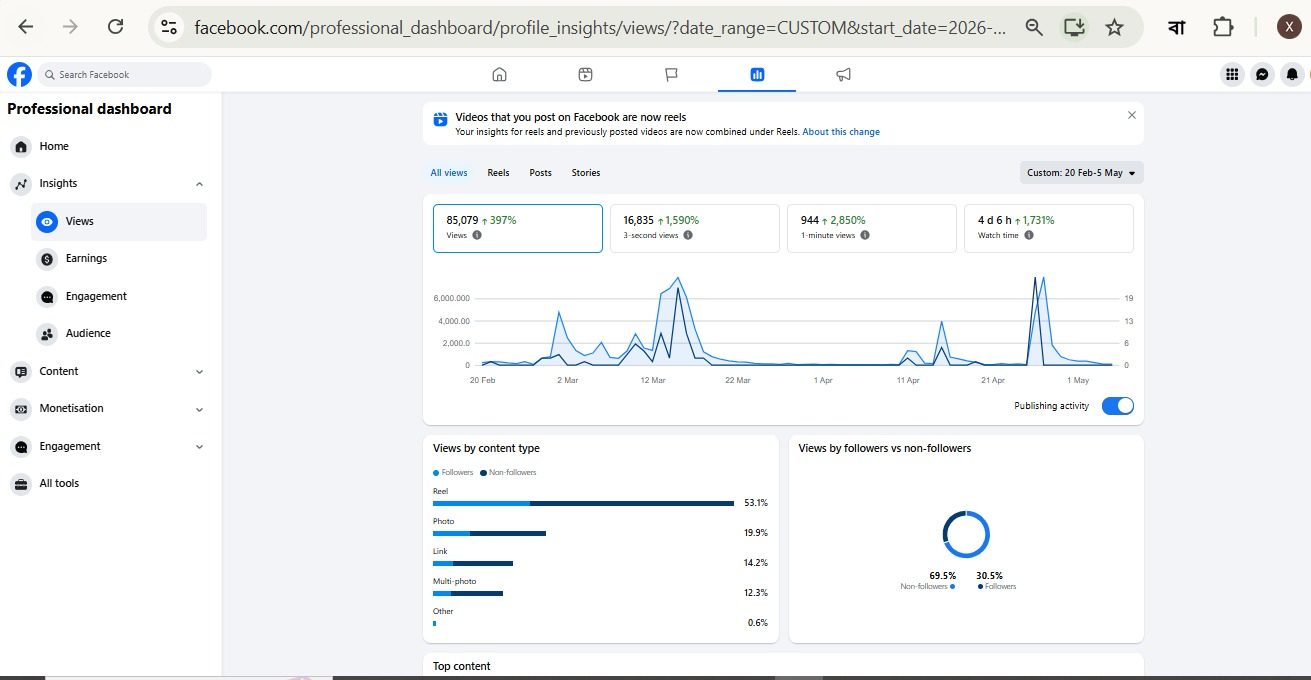 facebook.com/professional_dashboard/profile_insights/views/?date_range=CUSTOM&start_date=2026-...
বা
X
Search Facebook
Professional dashboard
Home
Insights
Views
Earnings
Engagement
Audience
Content
Monetisation
Engagement
All tools
Videos that you post on Facebook are now reels
Your insights for reels and previously posted videos are now combined under Reels. About this change
All views Reels Posts Stories
Custom: 20 Feb-5 May
85,079 ↑ 397%
Views
16,835 ↑ 1,590%
3-second views
944 ↑ 2,850%
1-minute views
4 d 6 h ↑ 1,731%
Watch time
6,000.000 19
4,000.00 13
2,000.0 6
0 0
20 Feb 2 Mar 12 Mar 22 Mar 1 Apr 11 Apr 21 Apr 1 May
Publishing activity
Views by content type
Followers Non-followers
Reel
53.1%
Photo
19.9%
Link
14.2%
Multi-photo
12.3%
Other
0.6%
Views by followers vs non-followers
69.5% 30.5%
Non-followers Followers
Top content